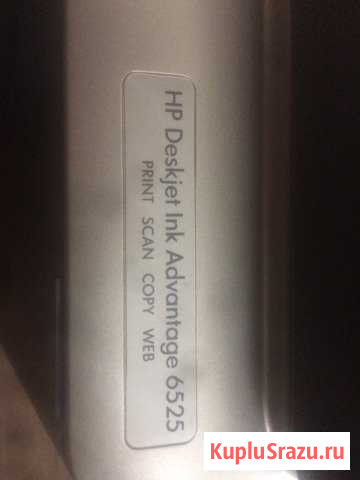 HP Deskjet Ink Advantage 6525
PRINT SCAN COPY WEB
KupluSrazu.ru